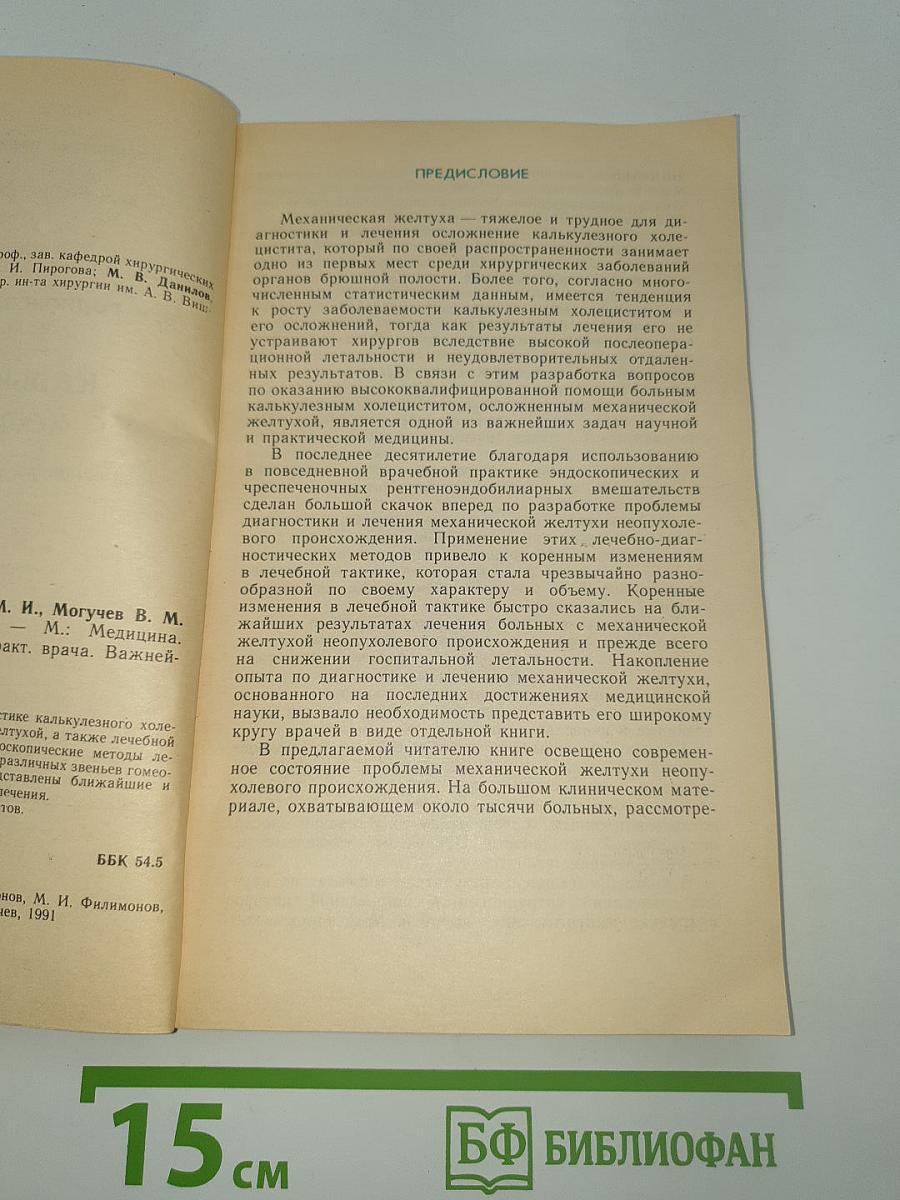 роф., зав. кафедрой хирургических
И. Пирогова; М. В. Данилов,
р. ин-та хирургии им. А. В. Виш-
М. И., Могучев В. М.
— М.: Медицина.
ракт. врача. Важней-
стике калькулезного холе-
елтухой, а также лечебной
оскопические методы ле-
различных звеньев гомео-
дставлены ближайшие и
лечения.
тов.
ББК 54.5
онов, М. И. Филимонов,
чев, 1991
ПРЕДИСЛОВИЕ
Механическая желтуха — тяжелое и трудное для ди-
агностики и лечения осложнение калькулезного холе-
цистита, который по своей распространенности занимает
одно из первых мест среди хирургических заболеваний
органов брюшной полости. Более того, согласно много-
численным статистическим данным, имеется тенденция
к росту заболеваемости калькулезным холециститом и
его осложнений, тогда как результаты лечения его не
устраивают хирургов вследствие высокой послеопера-
ционной летальности и неудовлетворительных отдален-
ных результатов. В связи с этим разработка вопросов
по оказанию высококвалифицированной помощи больным
калькулезным холециститом, осложненным механической
желтухой, является одной из важнейших задач научной
и практической медицины.
В последнее десятилетие благодаря использованию
в повседневной врачебной практике эндоскопических и
чреспеченочных рентгеноэндобилиарных вмешательств
сделан большой скачок вперед по разработке проблемы
диагностики и лечения механической желтухи неопухоле-
вого происхождения. Применение этих лечебно-диаг-
ностических методов привело к коренным изменениям
в лечебной тактике, которая стала чрезвычайно разно-
образной по своему характеру и объему. Коренные
изменения в лечебной тактике быстро сказались на бли-
жайших результатах лечения больных с механической
желтухой неопухолевого происхождения и прежде всего
на снижении госпитальной летальности. Накопление
опыта по диагностике и лечению механической желтухи,
основанного на последних достижениях медицинской
науки, вызвало необходимость представить его широкому
кругу врачей в виде отдельной книги.
В предлагаемой читателю книге освещено современ-
ное состояние проблемы механической желтухи неопу-
холевого происхождения. На большом клиническом мате-
риале, охватывающем около тысячи больных, рассмотре-
15 см
БФ БИБЛИОФАН